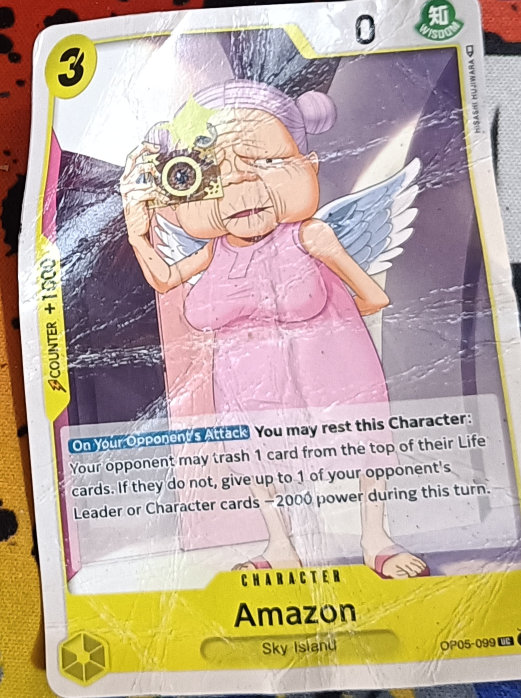 3
0
知
WISDOM
HISASHI HUJIWARA
COUNTER +1000
On Your Opponent's Attack You may rest this Character:
Your opponent may trash 1 card from the top of their Life
cards. If they do not, give up to 1 of your opponent's
Leader or Character cards −2000 power during this turn.
CHARACTER
Amazon
Sky Island
OP05-099 UC